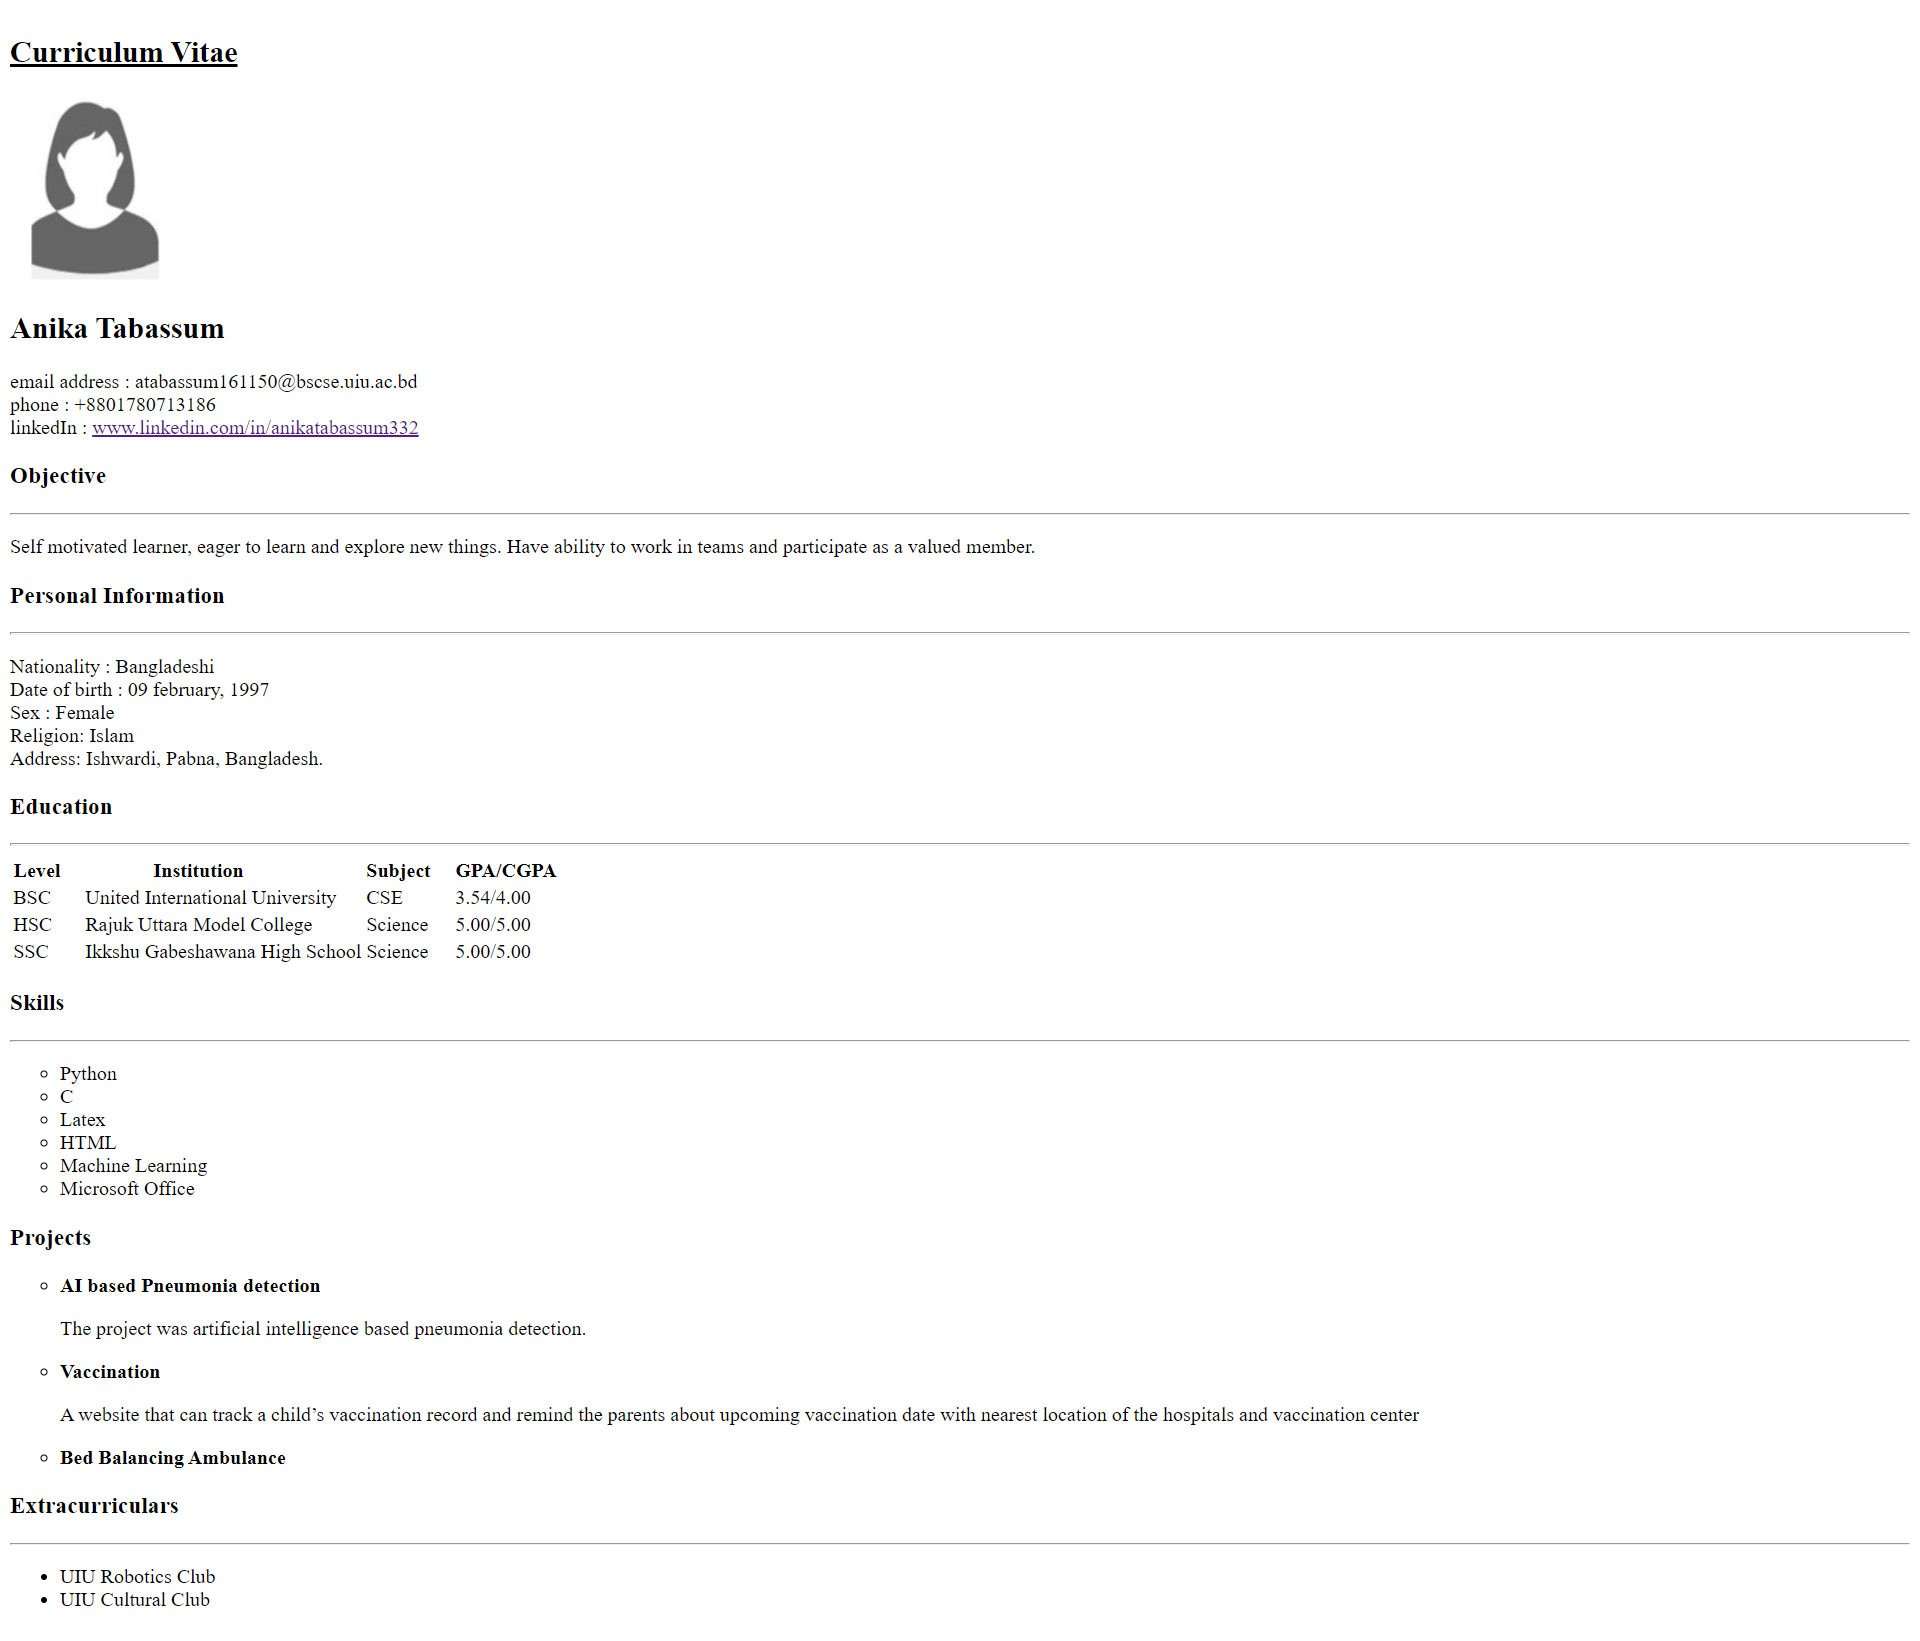 Curriculum Vitae
Anika Tabassum
email address : atabassum161150@bscse.uiu.ac.bd
phone : +8801780713186
linkedIn : www.linkedin.com/in/anikatabassum332
Objective
Self motivated learner, eager to learn and explore new things. Have ability to work in teams and participate as a valued member.
Personal Information
Nationality : Bangladeshi
Date of birth : 09 february, 1997
Sex : Female
Religion: Islam
Address: Ishwardi, Pabna, Bangladesh.
Education
Level Institution Subject GPA/CGPA
BSC United International University CSE 3.54/4.00
HSC Rajuk Uttara Model College Science 5.00/5.00
SSC Ikkshu Gabeshawana High School Science 5.00/5.00
Skills
Python
C
Latex
HTML
Machine Learning
Microsoft Office
Projects
AI based Pneumonia detection
The project was artificial intelligence based pneumonia detection.
Vaccination
A website that can track a child’s vaccination record and remind the parents about upcoming vaccination date with nearest location of the hospitals and vaccination center
Bed Balancing Ambulance
Extracurriculars
UIU Robotics Club
UIU Cultural Club